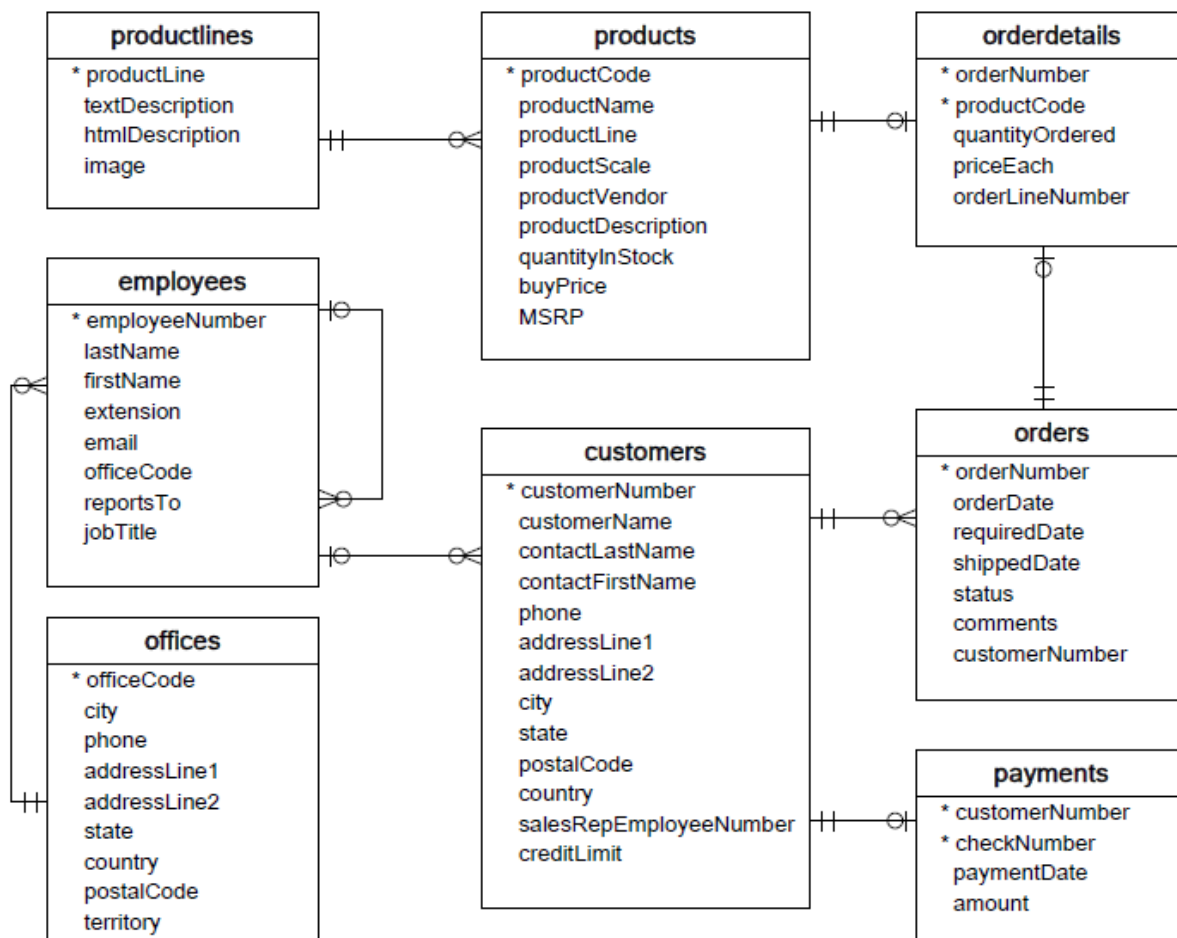 productlines
* productLine
textDescription
htmlDescription
image
products
* productCode
productName
productLine
productScale
productVendor
productDescription
quantityInStock
buyPrice
MSRP
orderdetails
* orderNumber
* productCode
quantityOrdered
priceEach
orderLineNumber
employees
* employeeNumber
lastName
firstName
extension
email
officeCode
reportsTo
jobTitle
customers
* customerNumber
customerName
contactLastName
contactFirstName
phone
addressLine1
addressLine2
city
state
postalCode
country
salesRepEmployeeNumber
creditLimit
orders
* orderNumber
orderDate
requiredDate
shippedDate
status
comments
customerNumber
offices
* officeCode
city
phone
addressLine1
addressLine2
state
country
postalCode
territory
payments
* customerNumber
* checkNumber
paymentDate
amount